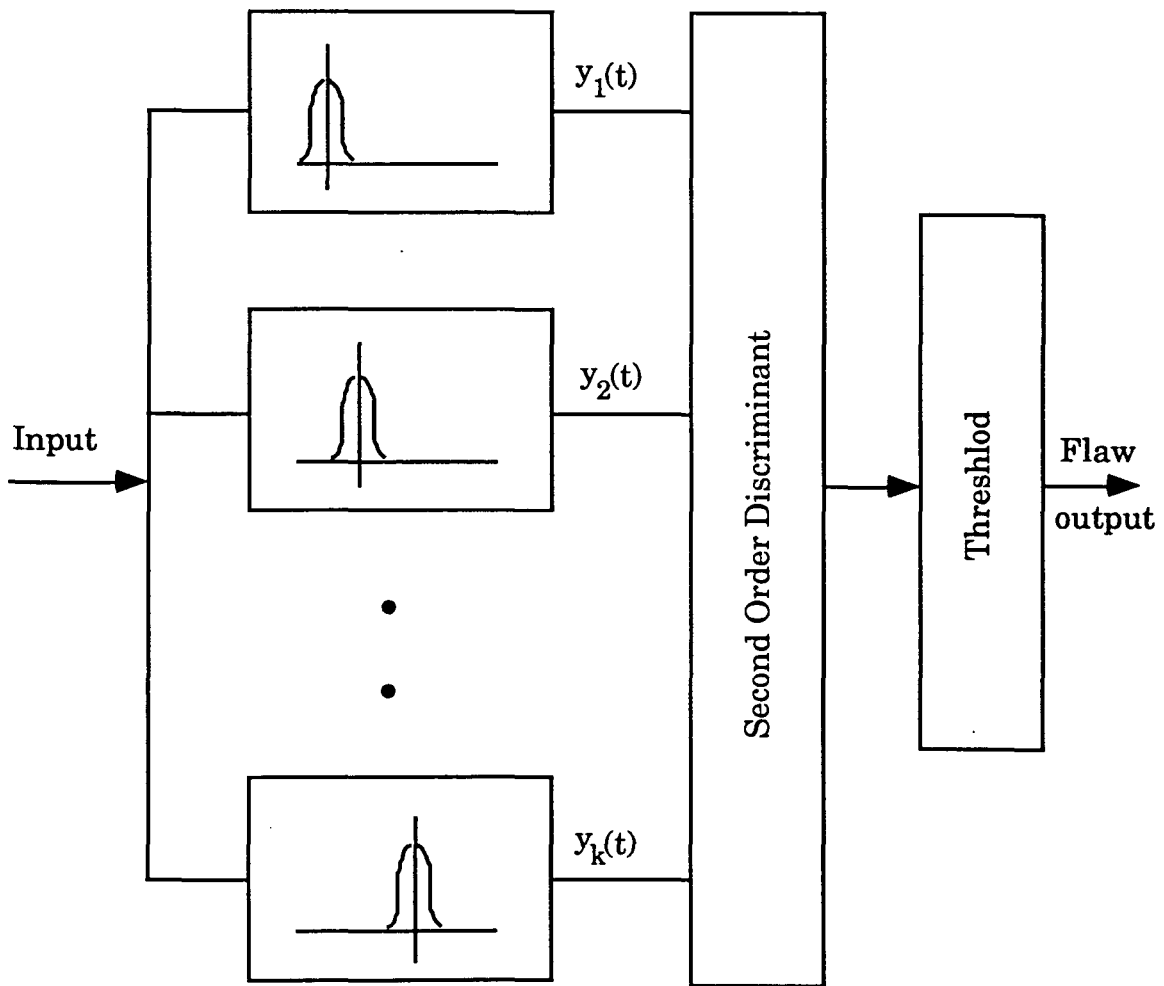 y1(t)
y2(t)
Input
Second Order Discriminant
Threshlod
Flaw
output
yk(t)